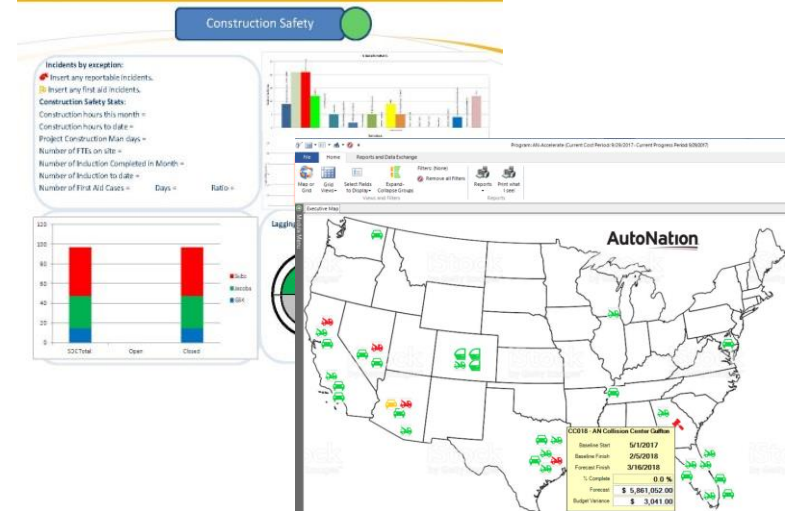 Construction Safety
Incidents by exception:
Insert any reportable incidents.
Insert any first aid incidents.
Construction Safety Stats:
Construction hours this month =
Construction hours to date =
Project Construction Man days =
Number of FTEs on site =
Number of Induction Completed in Month =
Number of Induction to date =
Number of First Aid Cases = Days = Ratio =
120
100
80
60
40
20
0
Open
Closed
Lagging
Program: AN Accelerate (Current Cost Period: 9/29/2017 - Current Progress Period 9/29/2017)
File Home Reports and Data Exchange
Map or Grid
Grid Views
Select Fields to Display
Expand-Collapse Groups
Filters: (None)
Remove all Filters
Views and Filters
Reports
Print what I see
Reports
Module Menu
Executive Map
AutoNation
CC018 - AN Collision Center Gulfton
Baseline Start 5/1/2017
Baseline Finish 2/5/2018
Forecast Finish 3/16/2018
% Complete 0.0 %
Forecast $ 5,861,052.00
Budget Variance $ 3,041.00